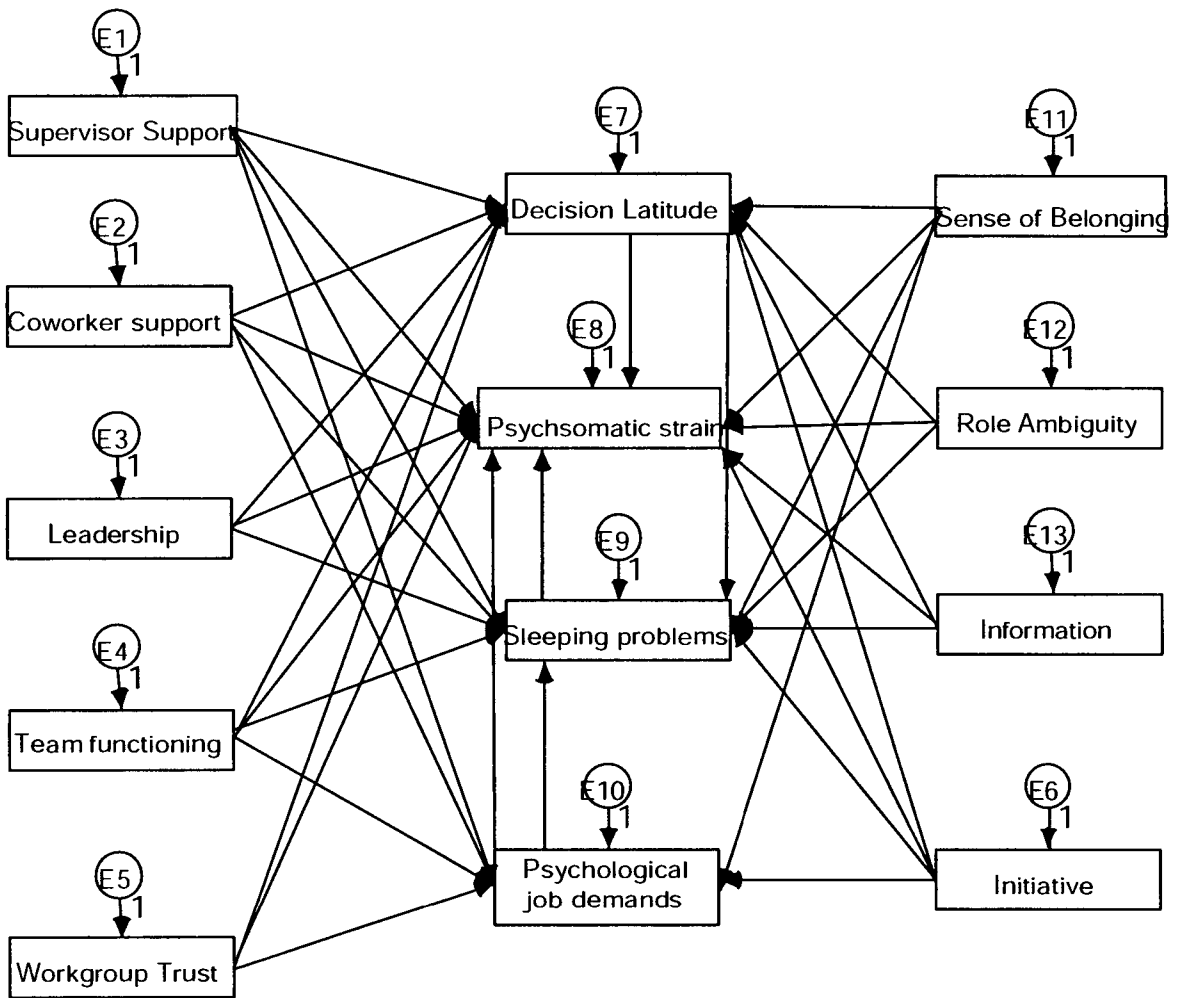 E1
1
Supervisor Support
E2
1
Coworker support
E3
1
Leadership
E4
1
Team functioning
E5
1
Workgroup Trust
E7
1
Decision Latitude
E8
1
Psychsomatic strain
E9
1
Sleeping problems
E10
1
Psychological
job demands
E11
1
Sense of Belonging
E12
1
Role Ambiguity
E13
1
Information
E6
1
Initiative